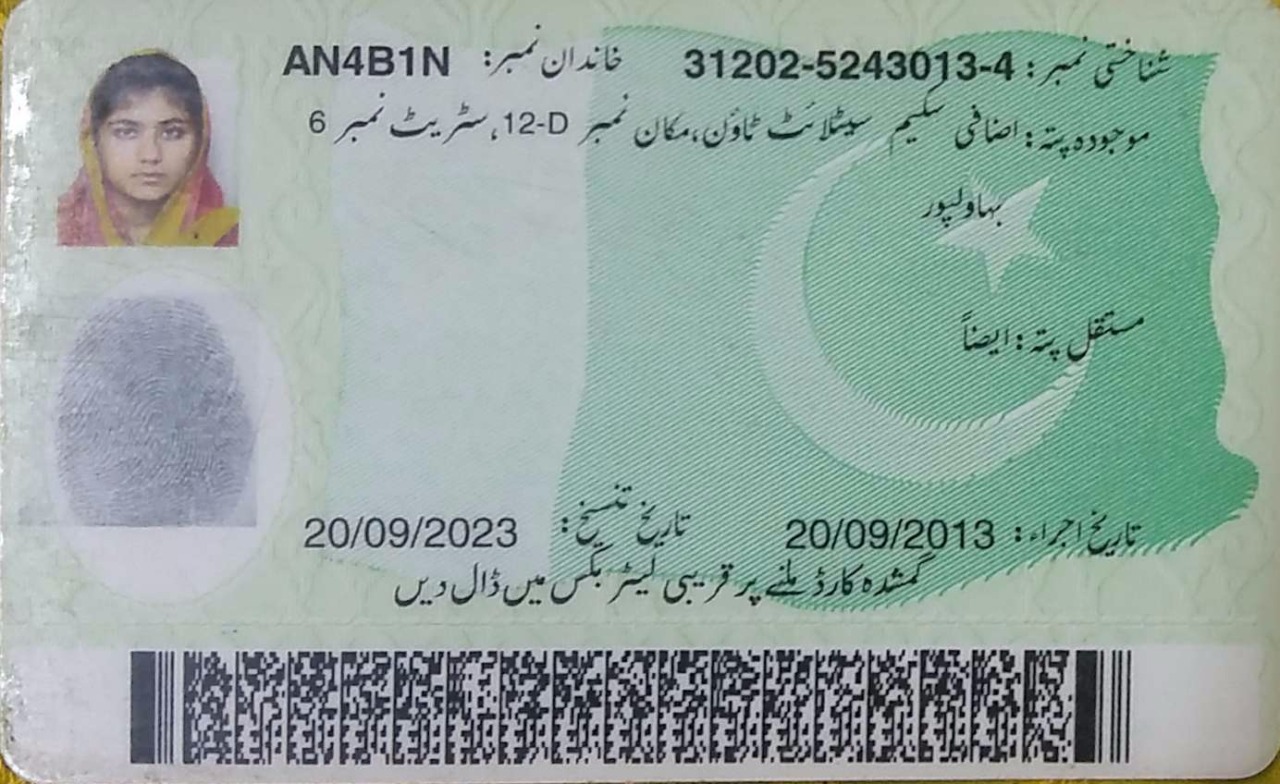 شناختی نمبر: 31202-5243013-4 خاندان نمبر: AN4B1N
موجودہ پتہ: اضافی سکیم سیٹلائٹ ٹاؤن، مکان نمبر 12-D، سٹریٹ نمبر 6
بہاولپور
مستقل پتہ: ایضاً
تاریخ اجراء: 20/09/2013 تاریخ تنسیخ: 20/09/2023
گمشدہ کارڈ ملنے پر قریبی لیٹر بکس میں ڈال دیں